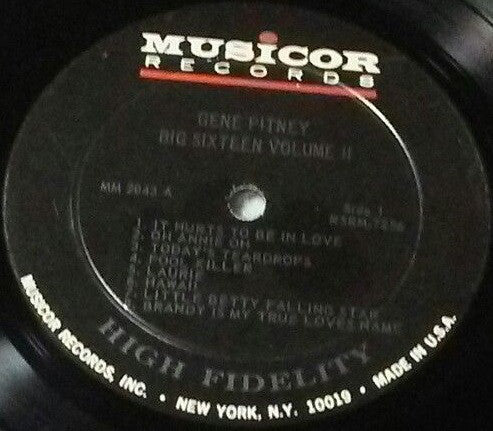 MUSICOR
RECORDS
GENE PITNEY
BIG SIXTEEN VOLUME II
MM 2043 A
Side 1
1. IT HURTS TO BE IN LOVE
2. OH ANNIE OH
3. TODAY'S TEARDROPS
4. POOL KILLER
5. LAURIE
6. HAWAII
7. LITTLE BETTY FALLING STAR
8. BRANDY IS MY TRUE LOVES NAME
HIGH FIDELITY
MUSICOR RECORDS, INC. • NEW YORK, N.Y. 10019 • MADE IN U.S.A.